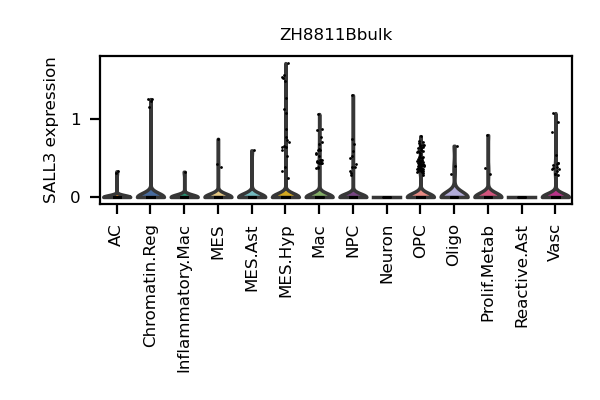 ZH8811Bbulk
SALL3 expression
1
0
AC
Chromatin.Reg
Inflammatory.Mac
MES
MES.Ast
MES.Hyp
Mac
NPC
Neuron
OPC
Oligo
Prolif.Metab
Reactive.Ast
Vasc